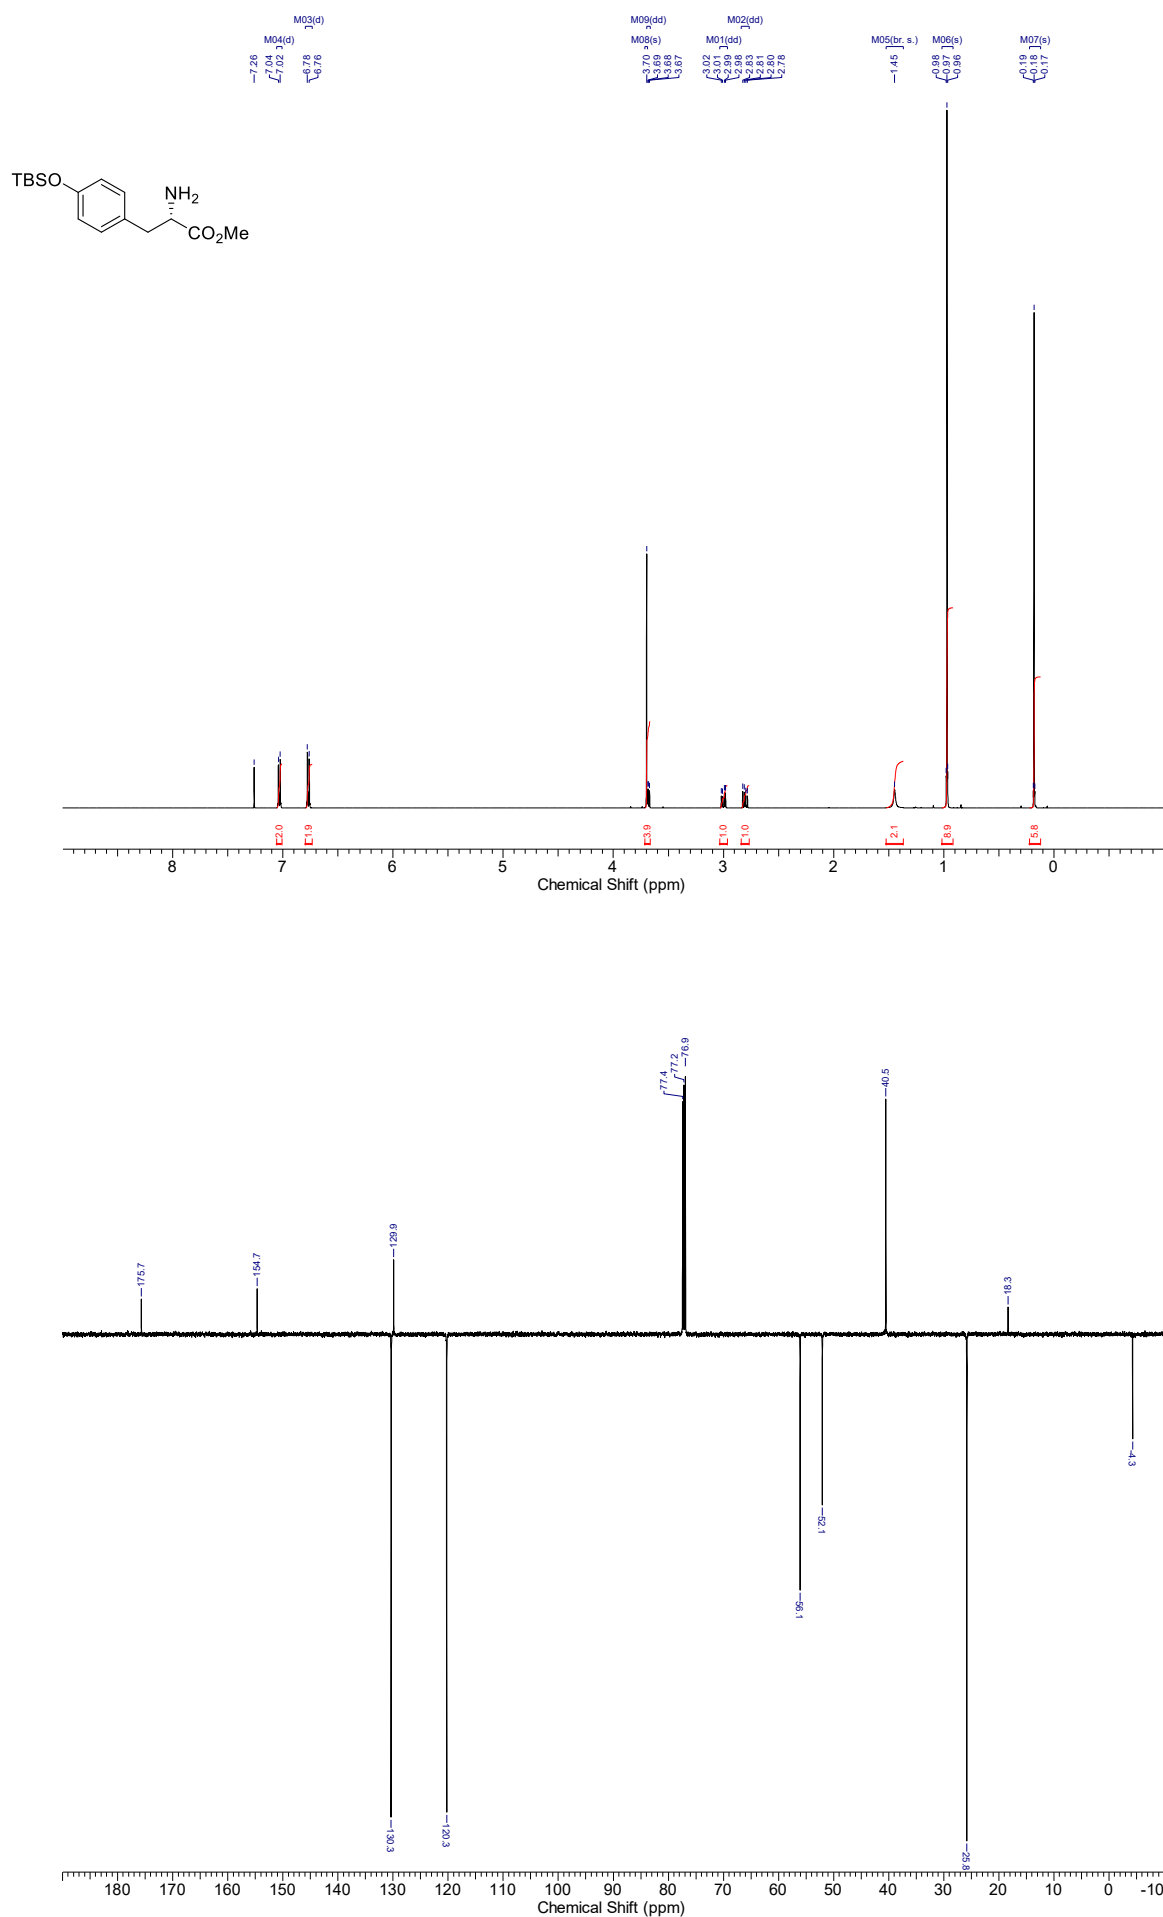 M03(d)
M09(dd)
M02(dd)
M04(d)
M08(s)
M01(dd)
M05(br. s.)
M06(s)
M07(s)
7.26
7.04
7.02
6.78
6.76
3.70
3.69
3.68
3.67
3.02
3.01
2.99
2.98
2.83
2.81
2.80
2.78
1.45
0.98
0.97
0.96
0.19
0.18
0.17
TBSO
NH2
CO2Me
2.0
1.9
3.9
1.0
1.0
2.1
8.9
5.8
8 7 6 5 4 3 2 1 0
Chemical Shift (ppm)
175.7
154.7
129.9
77.4
77.2
76.9
40.5
18.3
130.3
120.3
56.1
52.1
25.8
-4.3
180 170 160 150 140 130 120 110 100 90 80 70 60 50 40 30 20 10 0 -10
Chemical Shift (ppm)